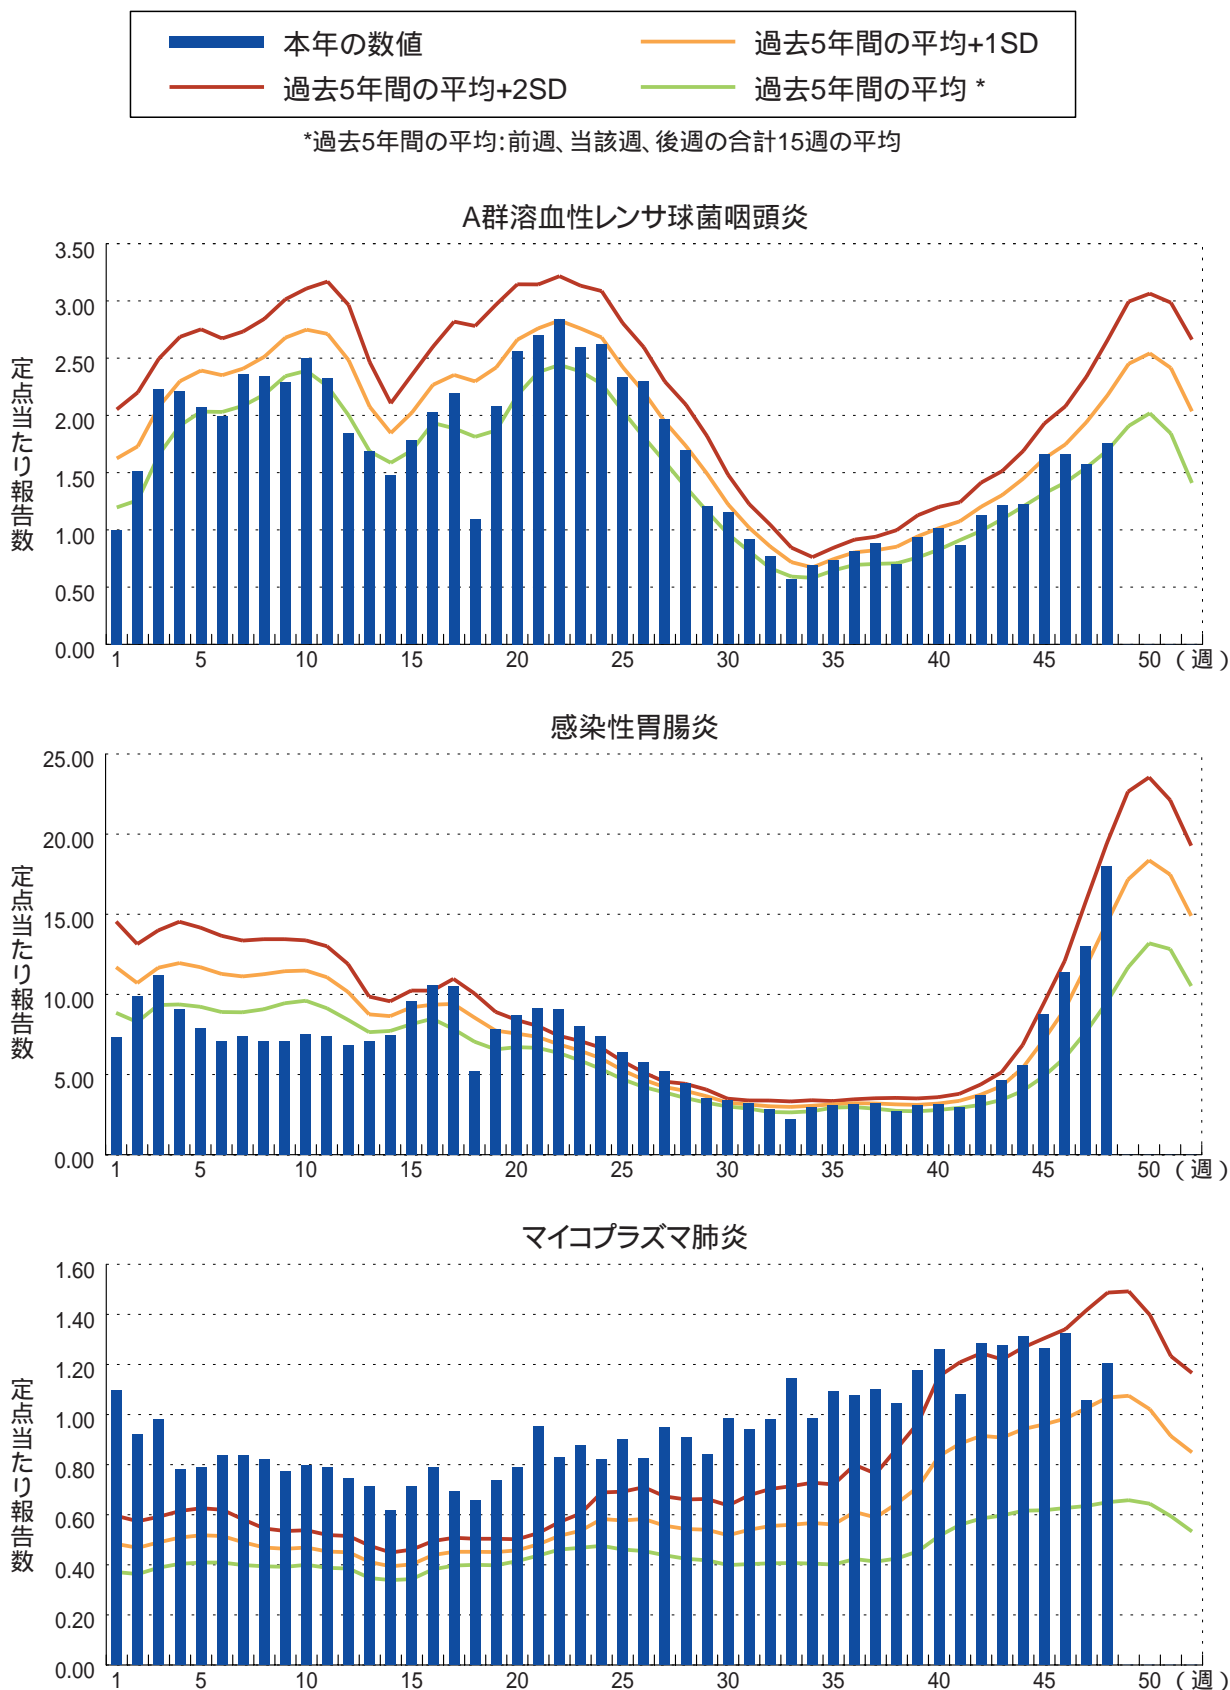 本年の数値 過去5年間の平均+1SD
過去5年間の平均+2SD 過去5年間の平均 *
*過去5年間の平均:前週、当該週、後週の合計15週の平均
A群溶血性レンサ球菌咽頭炎
定点当たり報告数
3.50
3.00
2.50
2.00
1.50
1.00
0.50
0.00
1 5 10 15 20 25 30 35 40 45 50 (週)
感染性胃腸炎
定点当たり報告数
25.00
20.00
15.00
10.00
5.00
0.00
1 5 10 15 20 25 30 35 40 45 50 (週)
マイコプラズマ肺炎
定点当たり報告数
1.60
1.40
1.20
1.00
0.80
0.60
0.40
0.20
0.00
1 5 10 15 20 25 30 35 40 45 50 (週)